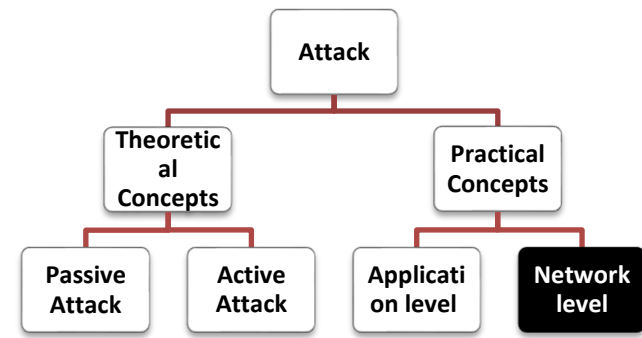 Attack
Theoretic
al
Concepts
Practical
Concepts
Passive
Attack
Active
Attack
Applicati
on level
Network
level